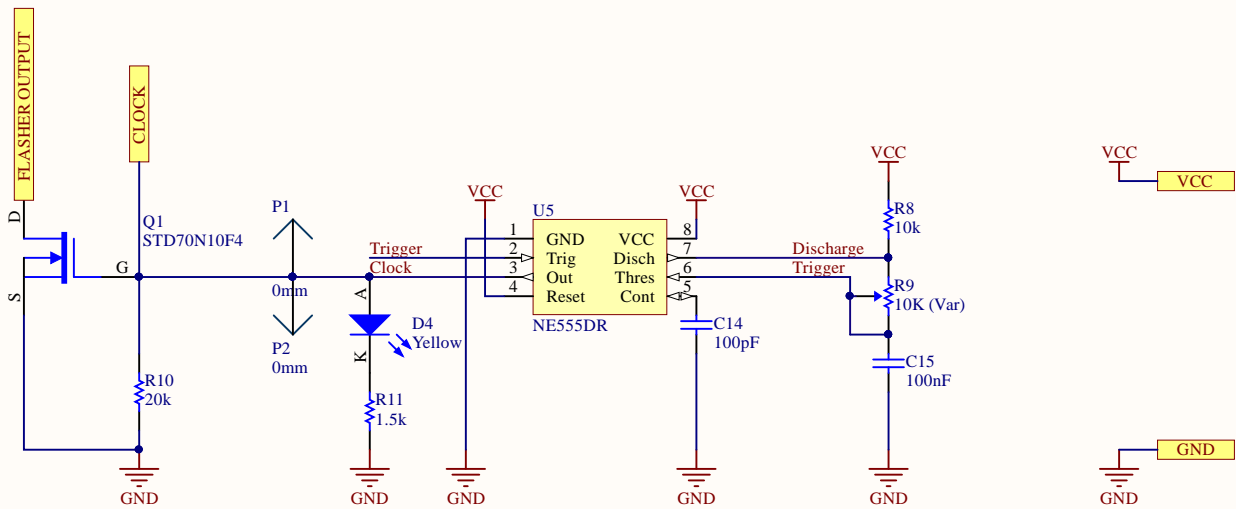 FLASHER OUTPUT
CLOCK
D
S
G
Q1
STD70N10F4
P1
0mm
P2
0mm
R10
20k
GND
Trigger
Clock
A
K
D4
Yellow
R11
1.5k
GND
VCC
GND
U5
1 GND VCC 8
2 Trig Disch 7
3 Out Thres 6
4 Reset Cont 5
NE555DR
VCC
C14
100pF
GND
Discharge
Trigger
VCC
R8
10k
R9
10K (Var)
C15
100nF
GND
VCC
VCC
GND
GND